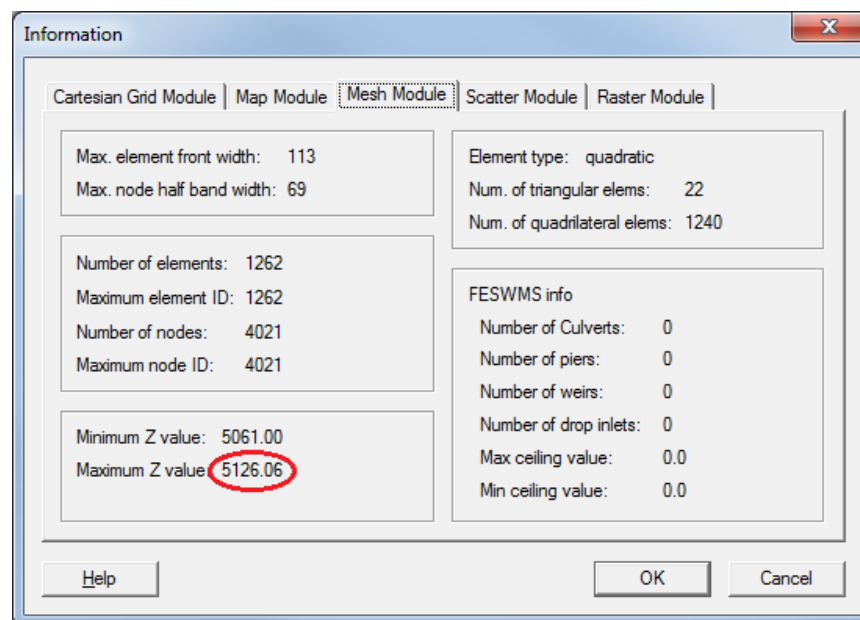 Information
Cartesian Grid Module Map Module Mesh Module Scatter Module Raster Module
Max. element front width: 113
Max. node half band width: 69
Number of elements: 1262
Maximum element ID: 1262
Number of nodes: 4021
Maximum node ID: 4021
Minimum Z value: 5061.00
Maximum Z value: 5126.06
Element type: quadratic
Num. of triangular elems: 22
Num. of quadrilateral elems: 1240
FESWMS info
Number of Culverts: 0
Number of piers: 0
Number of weirs: 0
Number of drop inlets: 0
Max ceiling value: 0.0
Min ceiling value: 0.0
Help OK Cancel